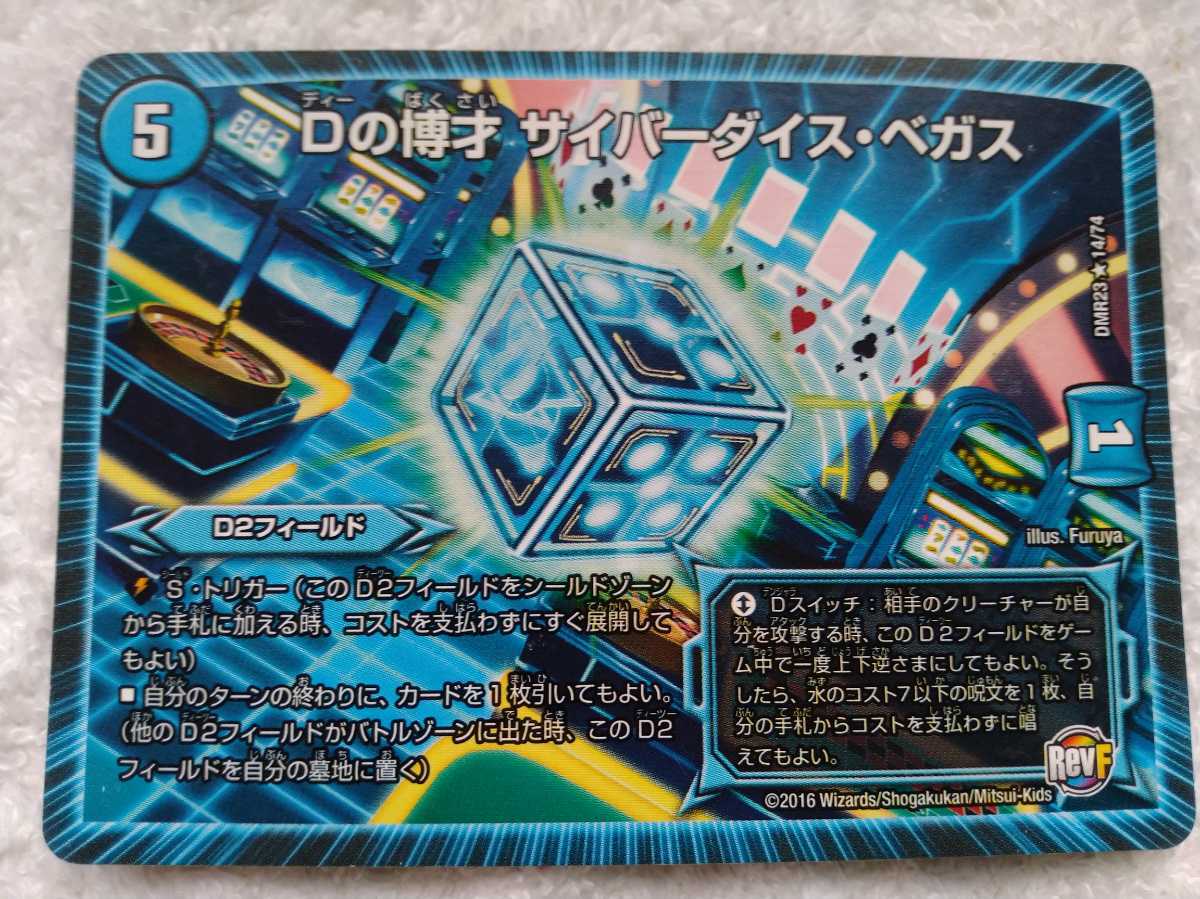 5
Dの博才 サイバーダイス・ベガス
DMR23★14/74
1
illus. Furuya
D2フィールド
S・トリガー(このD2フィールドをシールドゾーン
から手札に加える時、コストを支払わずにすぐ展開して
もよい)
■ 自分のターンの終わりに、カードを1枚引いてもよい。
(他のD2フィールドがバトルゾーンに出た時、このD2
フィールドを自分の墓地に置く)
Dスイッチ:相手のクリーチャーが自
分を攻撃する時、このD2フィールドをゲー
ム中で一度上下逆さまにしてもよい。そう
したら、水のコスト7以下の呪文を1枚、自
分の手札からコストを支払わずに唱
えてもよい。
RevF
©2016 Wizards/Shogakukan/Mitsui-Kids